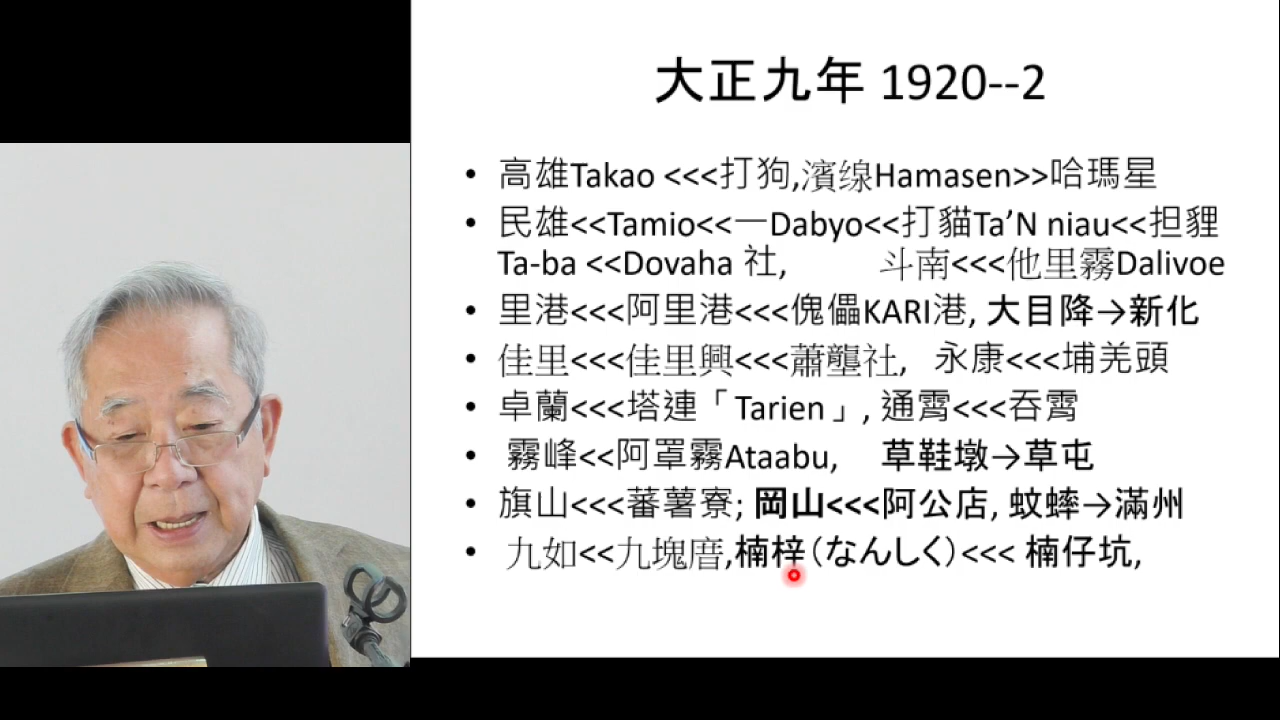 大正九年 1920--2
• 高雄Takao <<<打狗,濱线Hamasen>>哈瑪星
• 民雄<<Tamio<<一Dabyo<<打貓Ta’N niau<<担貍
Ta-ba <<Dovaha 社, 斗南<<<他里霧Dalivoe
• 里港<<<阿里港<<<傀儡KARI港, 大目降→新化
• 佳里<<<佳里興<<<蕭壟社, 永康<<<埔羌頭
• 卓蘭<<<塔連「Tarien」, 通霄<<<吞霄
• 霧峰<<阿罩霧Ataabu, 草鞋墩→草屯
• 旗山<<<蕃薯寮; 岡山<<<阿公店, 蚊蟀→滿州
• 九如<<九塊厝,楠梓(なんしく)<<< 楠仔坑,